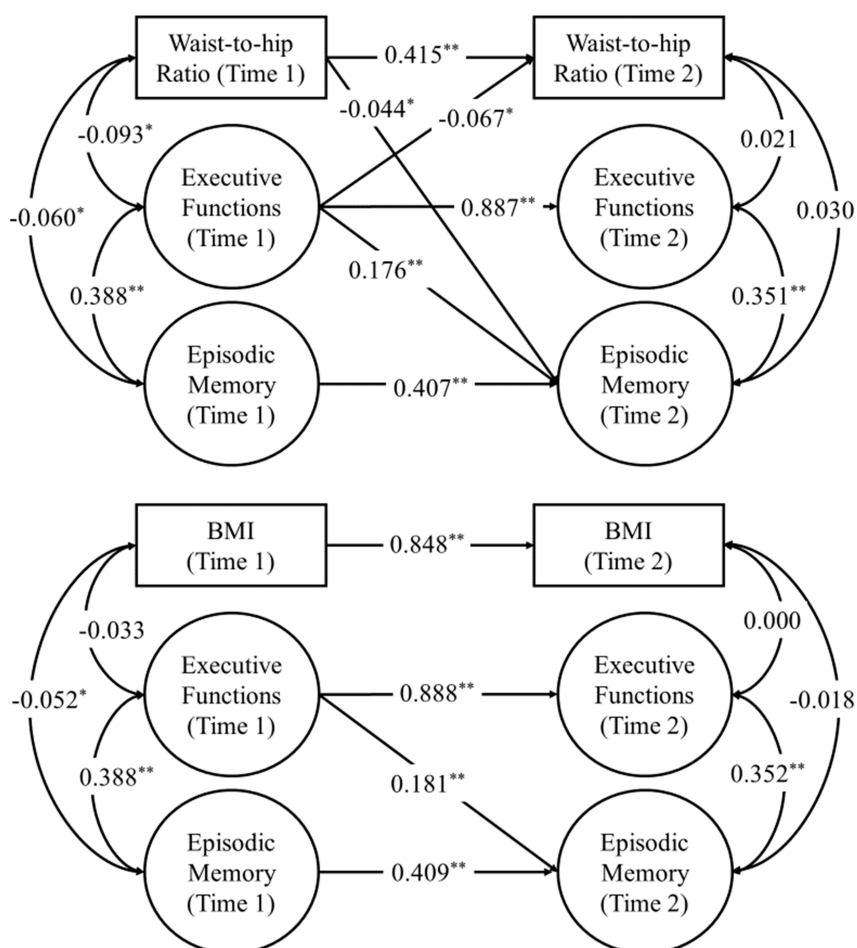 Waist-to-hip
Ratio (Time 1)
0.415**
Waist-to-hip
Ratio (Time 2)
-0.044*
-0.067*
-0.093*
0.021
Executive
Functions
(Time 1)
0.887**
Executive
Functions
(Time 2)
-0.060*
0.030
0.176**
0.388**
0.351**
Episodic
Memory
(Time 1)
0.407**
Episodic
Memory
(Time 2)
BMI
(Time 1)
0.848**
BMI
(Time 2)
-0.033
0.000
Executive
Functions
(Time 1)
0.888**
Executive
Functions
(Time 2)
-0.052*
-0.018
0.388**
0.181**
0.352**
Episodic
Memory
(Time 1)
0.409**
Episodic
Memory
(Time 2)